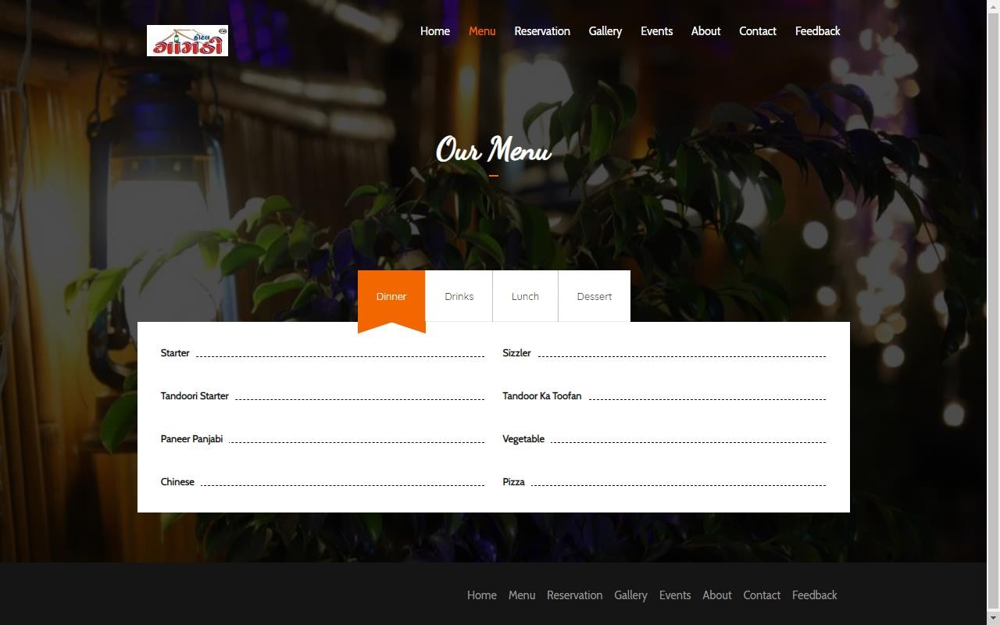 હોટલ
ગામઠી
Home Menu Reservation Gallery Events About Contact Feedback
Our Menu
Dinner Drinks Lunch Dessert
Starter
Sizzler
Tandoori Starter
Tandoor Ka Toofan
Paneer Panjabi
Vegetable
Chinese
Pizza
Home Menu Reservation Gallery Events About Contact Feedback